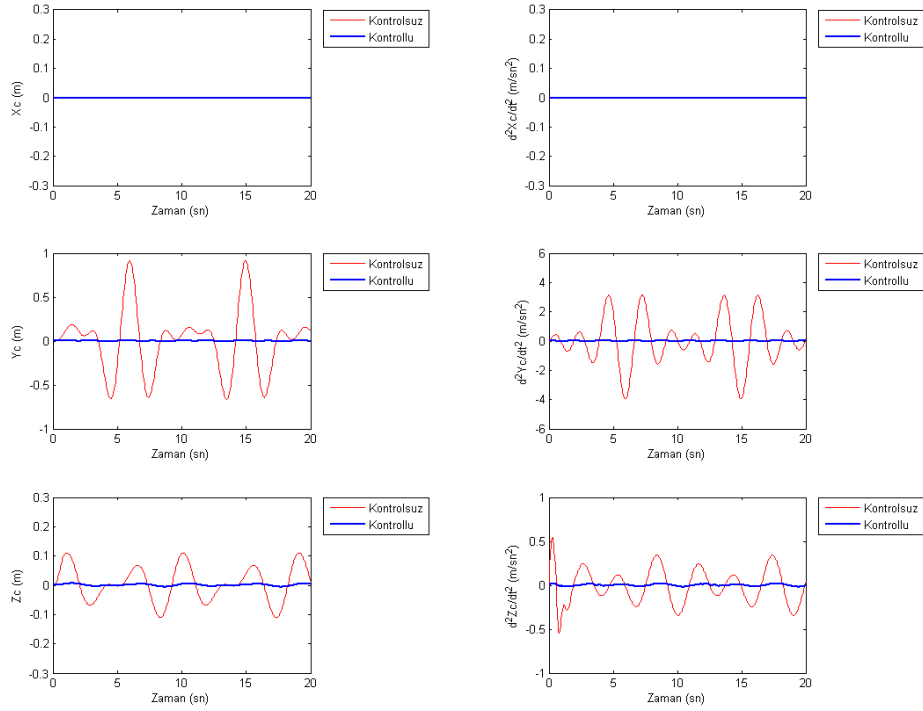 0.3
0.2
0.1
0
-0.1
-0.2
-0.3
Xc (m)
0 5 10 15 20
Zaman (sn)
Kontrolsuz
Kontrollu
0.3
0.2
0.1
0
-0.1
-0.2
-0.3
d²Xc/dt² (m/sn²)
0 5 10 15 20
Zaman (sn)
Kontrolsuz
Kontrollu
1
0.5
0
-0.5
-1
Yc (m)
0 5 10 15 20
Zaman (sn)
Kontrolsuz
Kontrollu
6
4
2
0
-2
-4
-6
d²Yc/dt² (m/sn²)
0 5 10 15 20
Zaman (sn)
Kontrolsuz
Kontrollu
0.3
0.2
0.1
0
-0.1
-0.2
-0.3
Zc (m)
0 5 10 15 20
Zaman (sn)
Kontrolsuz
Kontrollu
1
0.5
0
-0.5
-1
d²Zc/dt² (m/sn²)
0 5 10 15 20
Zaman (sn)
Kontrolsuz
Kontrollu